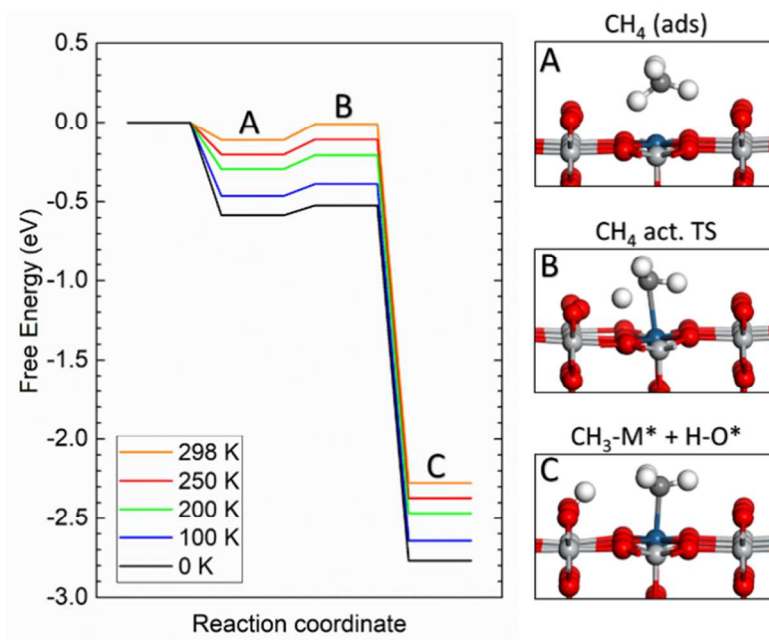 0.5
0.0
-0.5
-1.0
-1.5
-2.0
-2.5
-3.0
Free Energy (eV)
A
B
C
298 K
250 K
200 K
100 K
0 K
Reaction coordinate
CH₄ (ads)
A
CH₄ act. TS
B
CH₃-M* + H-O*
C